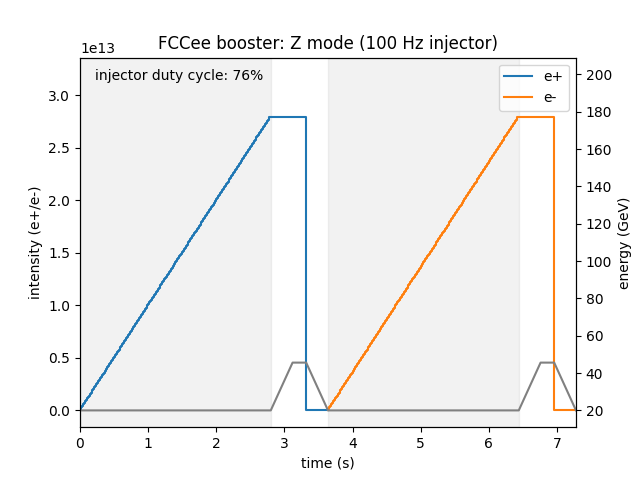 FCCee booster: Z mode (100 Hz injector)
1e13
injector duty cycle: 76%
e+
e-
intensity (e+/e-)
3.0
2.5
2.0
1.5
1.0
0.5
0.0
200
180
160
140
120
100
80
60
40
20
energy (GeV)
0 1 2 3 4 5 6 7
time (s)